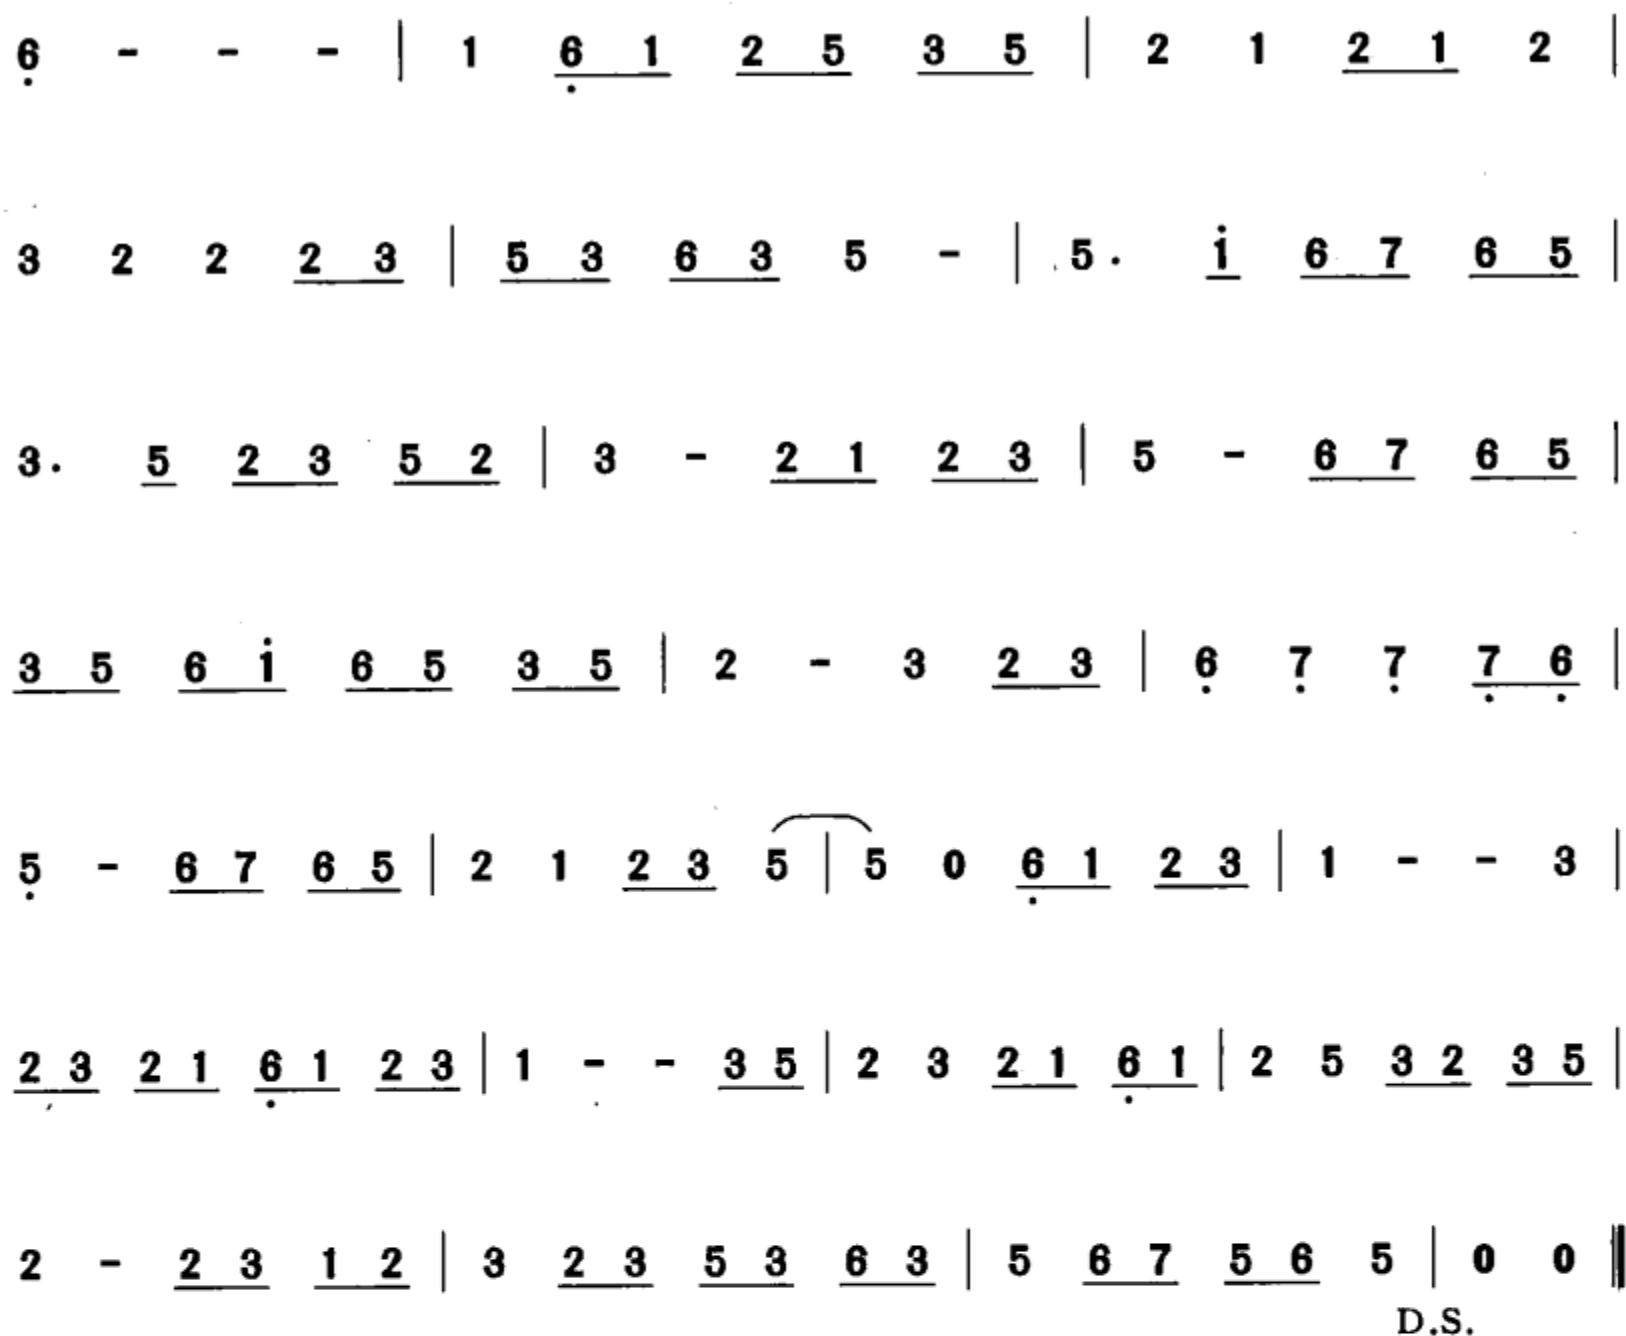 6̣ - - - | 1 6̣ 1 2 5 3 5 | 2 1 2 1 2 |
3 2 2 2 3 | 5 3 6 3 5 - | 5. i 6 7 6 5 |
3. 5 2 3 5 2 | 3 - 2 1 2 3 | 5 - 6 7 6 5 |
3 5 6 i 6 5 3 5 | 2 - 3 2 3 | 6̣ 7̣ 7̣ 7̣ 6̣ |
5̣ - 6 7 6 5 | 2 1 2 3 5 | 5 0 6̣ 1 2 3 | 1 - - 3 |
2 3 2 1 6̣ 1 2 3 | 1 - - 3 5 | 2 3 2 1 6̣ 1 | 2 5 3 2 3 5 |
2 - 2 3 1 2 | 3 2 3 5 3 6 3 | 5 6 7 5 6 5 | 0 0 ‖
D.S.